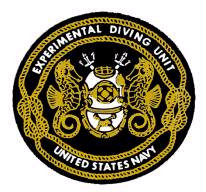 EXPERIMENTAL DIVING UNIT
UNITED STATES NAVY